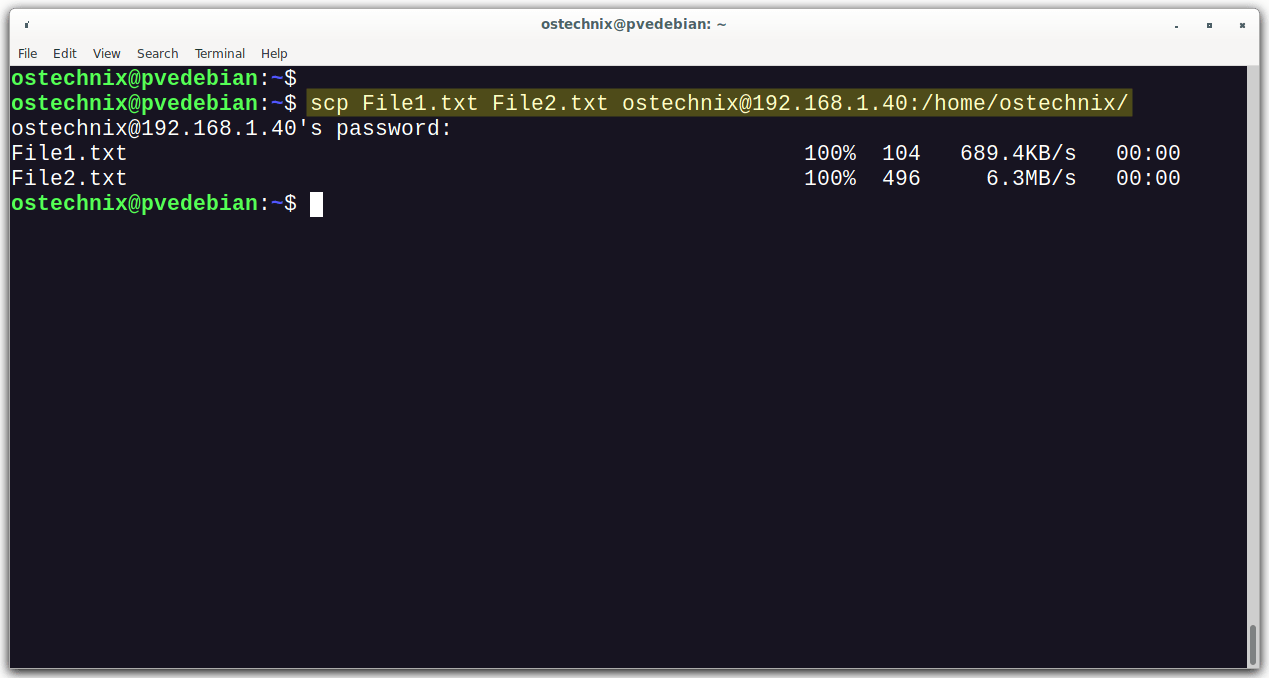 ostechnix@pvedebian: ~
File Edit View Search Terminal Help
ostechnix@pvedebian:~$
ostechnix@pvedebian:~$ scp File1.txt File2.txt ostechnix@192.168.1.40:/home/ostechnix/
ostechnix@192.168.1.40's password:
File1.txt 100% 104 689.4KB/s 00:00
File2.txt 100% 496 6.3MB/s 00:00
ostechnix@pvedebian:~$